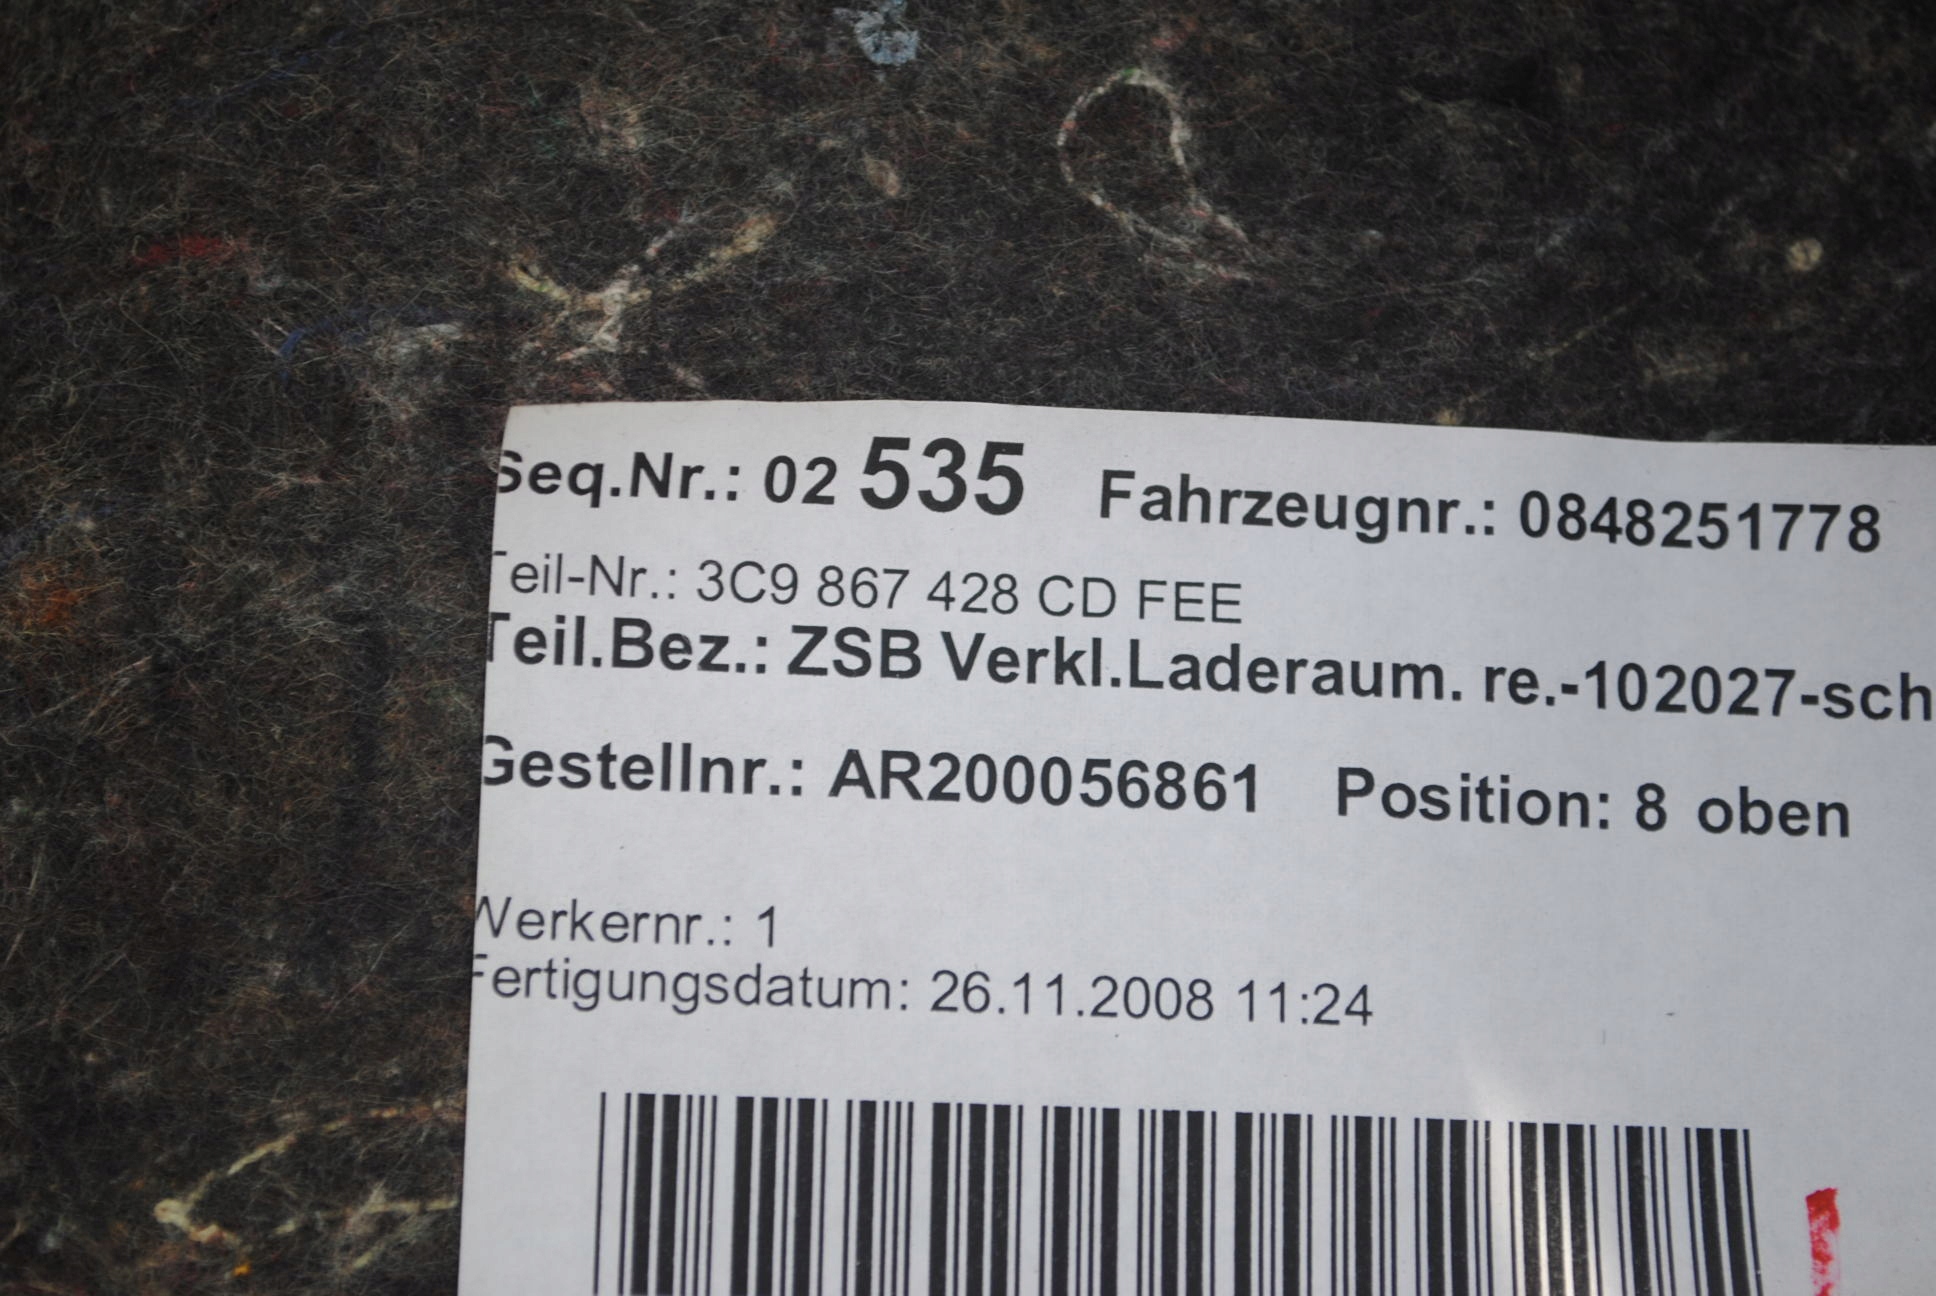 Seq.Nr.: 02 535 Fahrzeugnr.: 0848251778
Teil-Nr.: 3C9 867 428 CD FEE
Teil.Bez.: ZSB Verkl.Laderaum. re.-102027-sch
Gestellnr.: AR200056861 Position: 8 oben
Werkernr.: 1
Fertigungsdatum: 26.11.2008 11:24